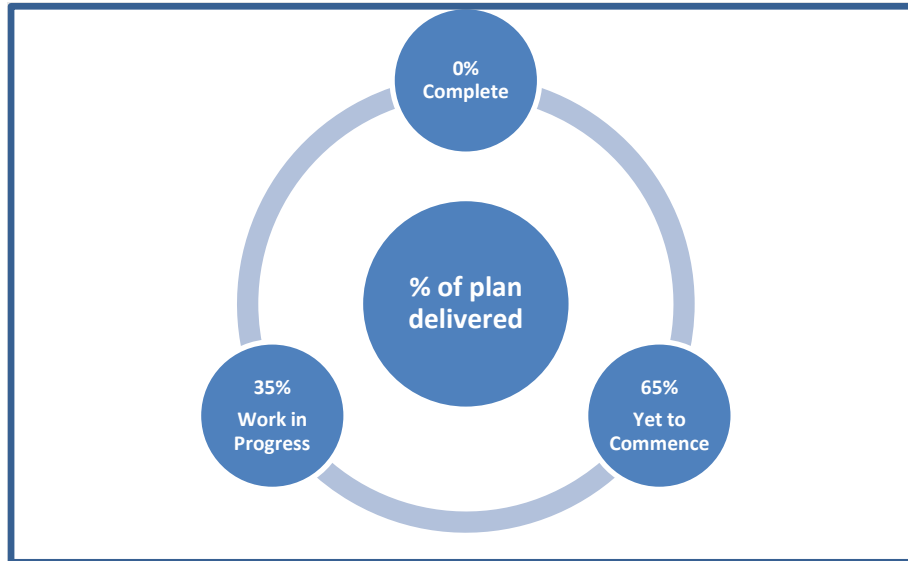 0%
Complete
% of plan
delivered
35%
Work in
Progress
65%
Yet to
Commence